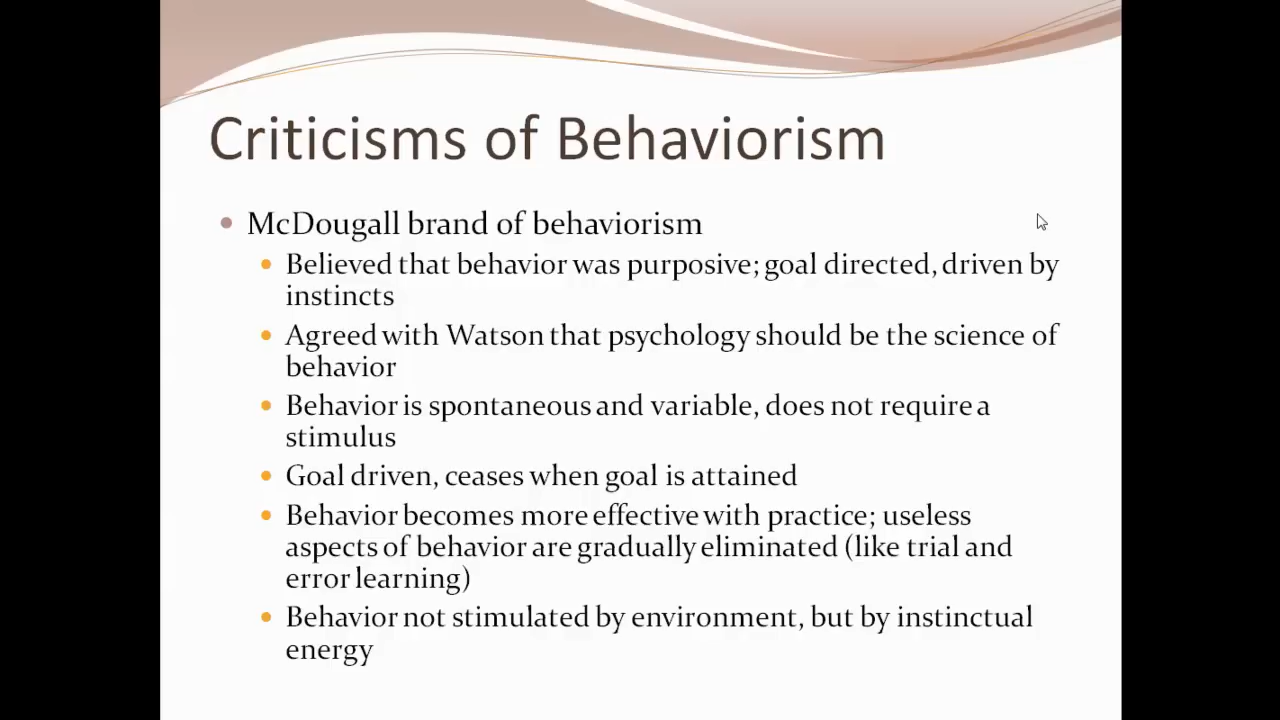 Criticisms of Behaviorism
McDougall brand of behaviorism
Believed that behavior was purposive; goal directed, driven by
instincts
Agreed with Watson that psychology should be the science of
behavior
Behavior is spontaneous and variable, does not require a
stimulus
Goal driven, ceases when goal is attained
Behavior becomes more effective with practice; useless
aspects of behavior are gradually eliminated (like trial and
error learning)
Behavior not stimulated by environment, but by instinctual
energy